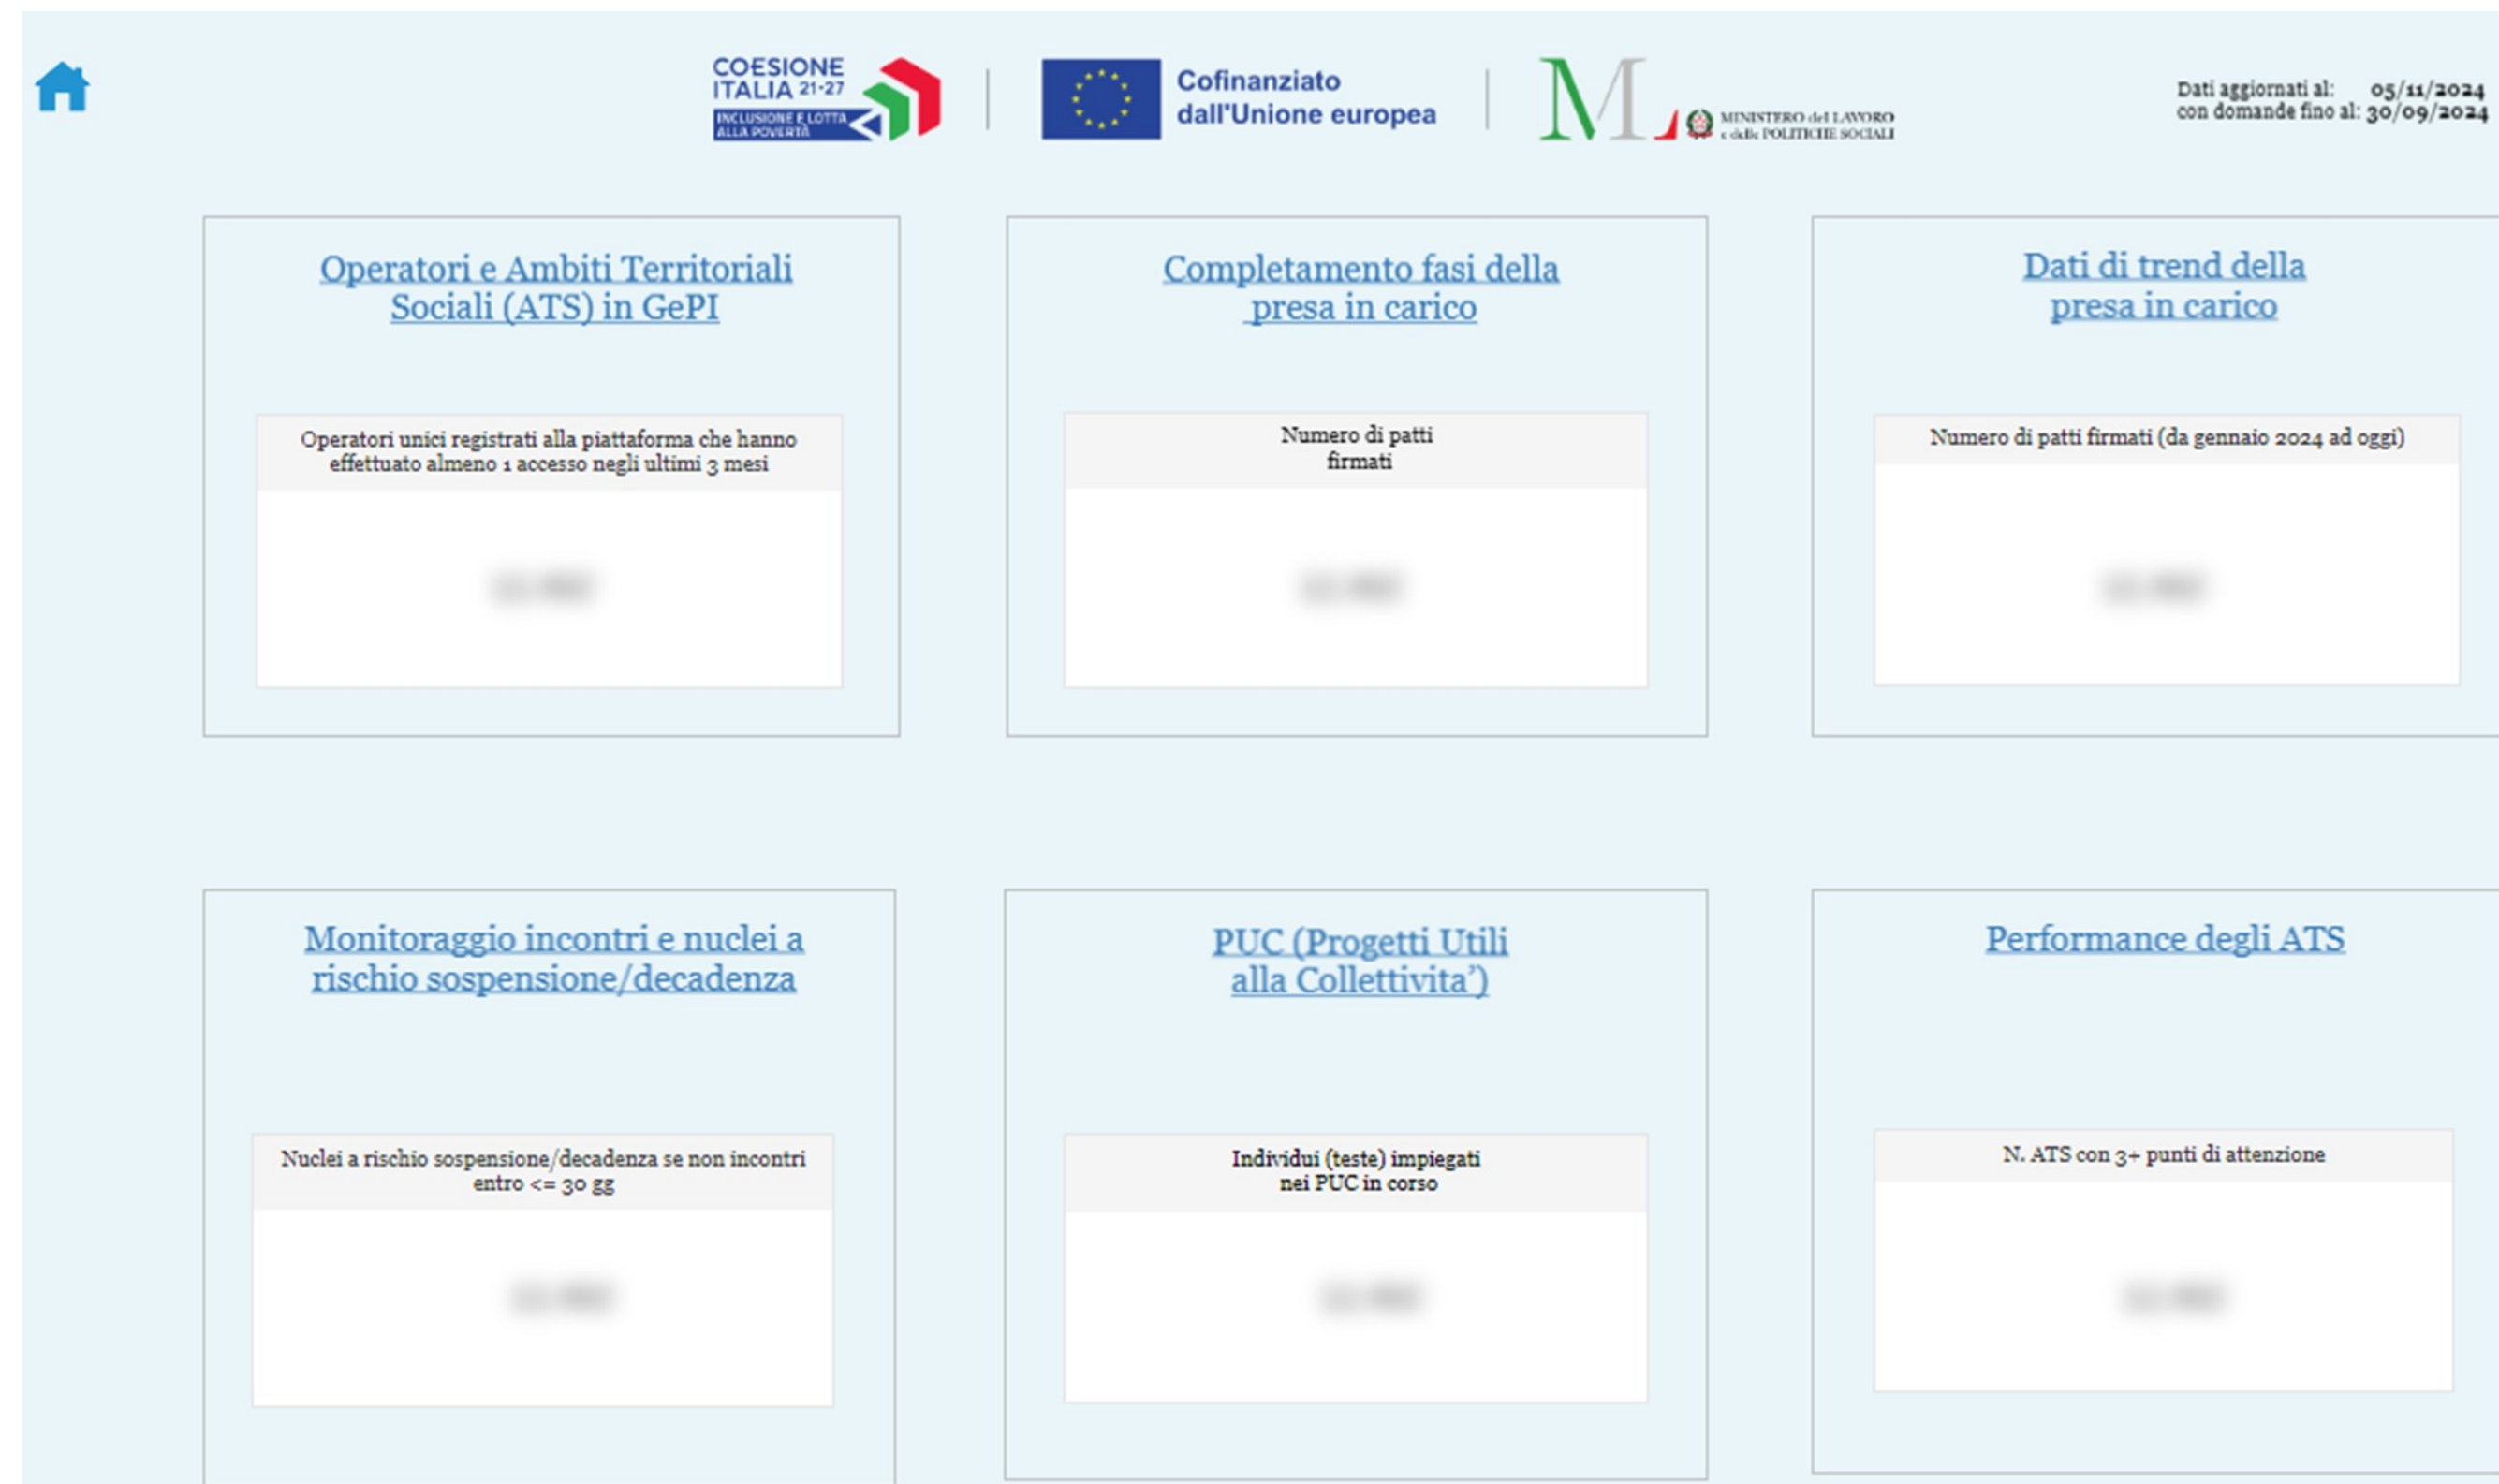 COESIONE
ITALIA 21-27
INCLUSIONE E LOTTA
ALLA POVERTÀ
Cofinanziato
dall'Unione europea
MINISTERO del LAVORO
e delle POLITICHE SOCIALI
Dati aggiornati al: 05/11/2024
con domande fino al: 30/09/2024
Operatori e Ambiti Territoriali
Sociali (ATS) in GePI
Operatori unici registrati alla piattaforma che hanno
effettuato almeno 1 accesso negli ultimi 3 mesi
Completamento fasi della
presa in carico
Numero di patti
firmati
Dati di trend della
presa in carico
Numero di patti firmati (da gennaio 2024 ad oggi)
Monitoraggio incontri e nuclei a
rischio sospensione/decadenza
Nuclei a rischio sospensione/decadenza se non incontri
entro <= 30 gg
PUC (Progetti Utili
alla Collettivita’)
Individui (teste) impiegati
nei PUC in corso
Performance degli ATS
N. ATS con 3+ punti di attenzione